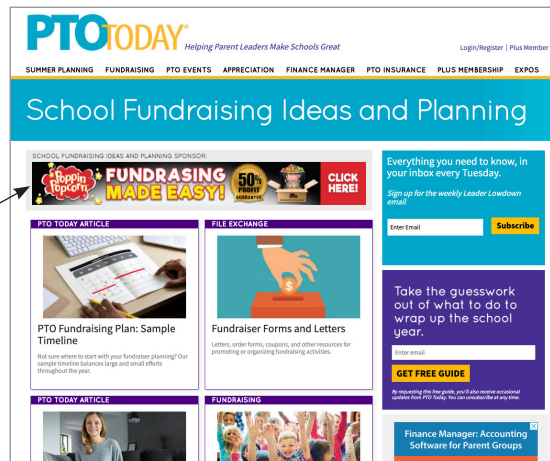 PTOTODAY® Helping Parent Leaders Make Schools Great
Login/Register | Plus Member
SUMMER PLANNING FUNDRAISING PTO EVENTS APPRECIATION FINANCE MANAGER PTO INSURANCE PLUS MEMBERSHIP EXPOS
School Fundraising Ideas and Planning
SCHOOL FUNDRAISING IDEAS AND PLANNING SPONSOR:
Poppin
Popcorn
FUNDRASING
MADE EASY!
50%
PROFIT
GUARANTEE
CLICK
HERE!
PTO TODAY ARTICLE
PTO Fundraising Plan: Sample
Timeline
Not sure where to start with your fundraiser planning? Our
sample timeline balances large and small efforts
throughout the year.
FILE EXCHANGE
$
Fundraiser Forms and Letters
Letters, order forms, coupons, and other resources for
promoting or organizing fundraising activities.
PTO TODAY ARTICLE
FUNDRAISING
Everything you need to know, in
your inbox every Tuesday.
Sign up for the weekly Leader Lowdown
email
Enter Email
Subscribe
Take the guesswork
out of what to do to
wrap up the school
year.
Enter email
GET FREE GUIDE
By requesting this free guide, you'll also receive occasional
updates from PTO Today. You can unsubscribe at any time.
Finance Manager: Accounting
Software for Parent Groups